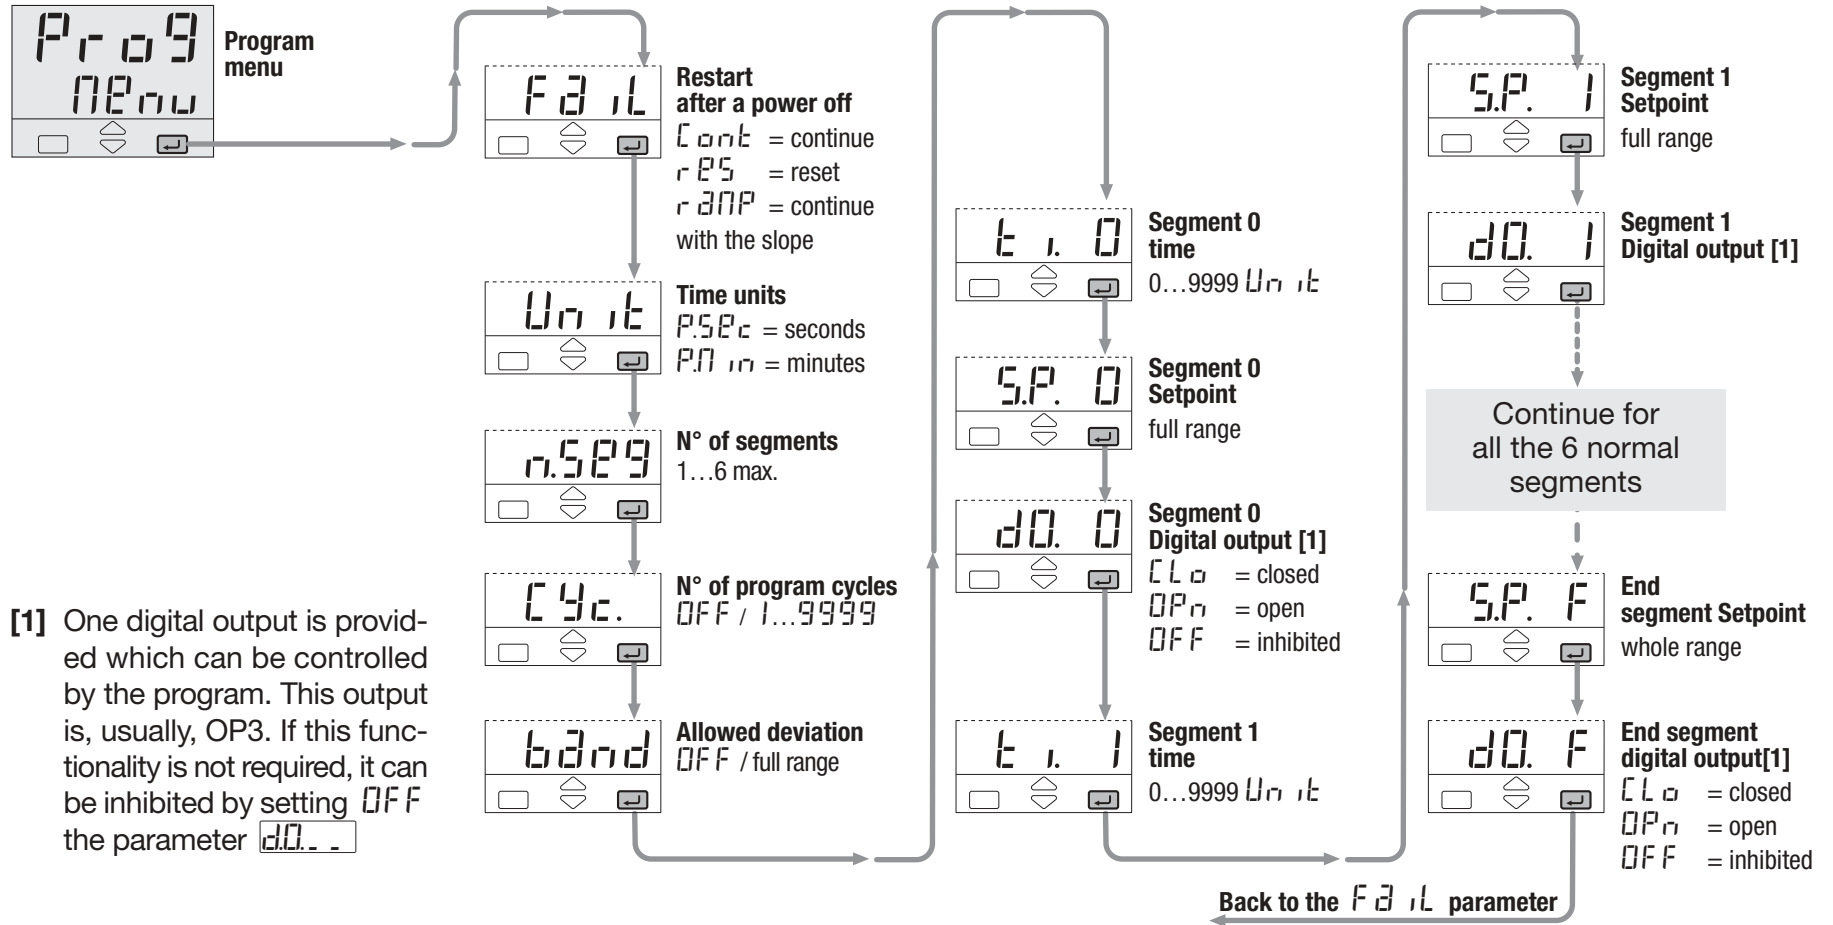 Prog
MEnu
Program
menu
FaiL
Restart
after a power off
Cont = continue
rES = reset
raMP = continue
with the slope
Unit
Time units
P.SEc = seconds
P.Min = minutes
n.SEg
N° of segments
1…6 max.
CYc.
N° of program cycles
OFF / 1…9999
band
Allowed deviation
OFF / full range
ti. 0
Segment 0
time
0…9999 Unit
S.P. 0
Segment 0
Setpoint
full range
dO. 0
Segment 0
Digital output [1]
CLo = closed
OPn = open
OFF = inhibited
ti. 1
Segment 1
time
0…9999 Unit
S.P. 1
Segment 1
Setpoint
full range
dO. 1
Segment 1
Digital output [1]
Continue for
all the 6 normal
segments
S.P. F
End
segment Setpoint
whole range
dO. F
End segment
digital output[1]
CLo = closed
OPn = open
OFF = inhibited
Back to the FaiL parameter
[1] One digital output is provid-
ed which can be controlled
by the program. This output
is, usually, OP3. If this func-
tionality is not required, it can
be inhibited by setting OFF
the parameter d.O._ _